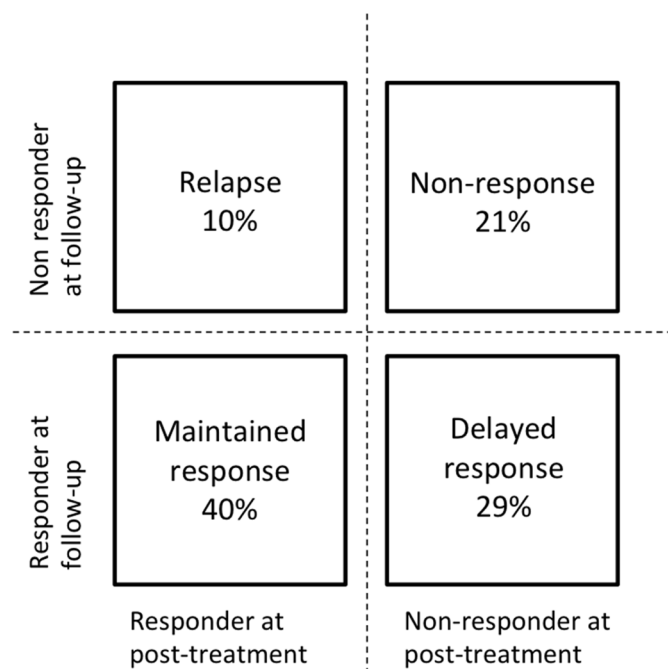 Non responder
at follow-up
Relapse
10%
Non-response
21%
Responder at
follow-up
Maintained
response
40%
Delayed
response
29%
Responder at
post-treatment
Non-responder at
post-treatment